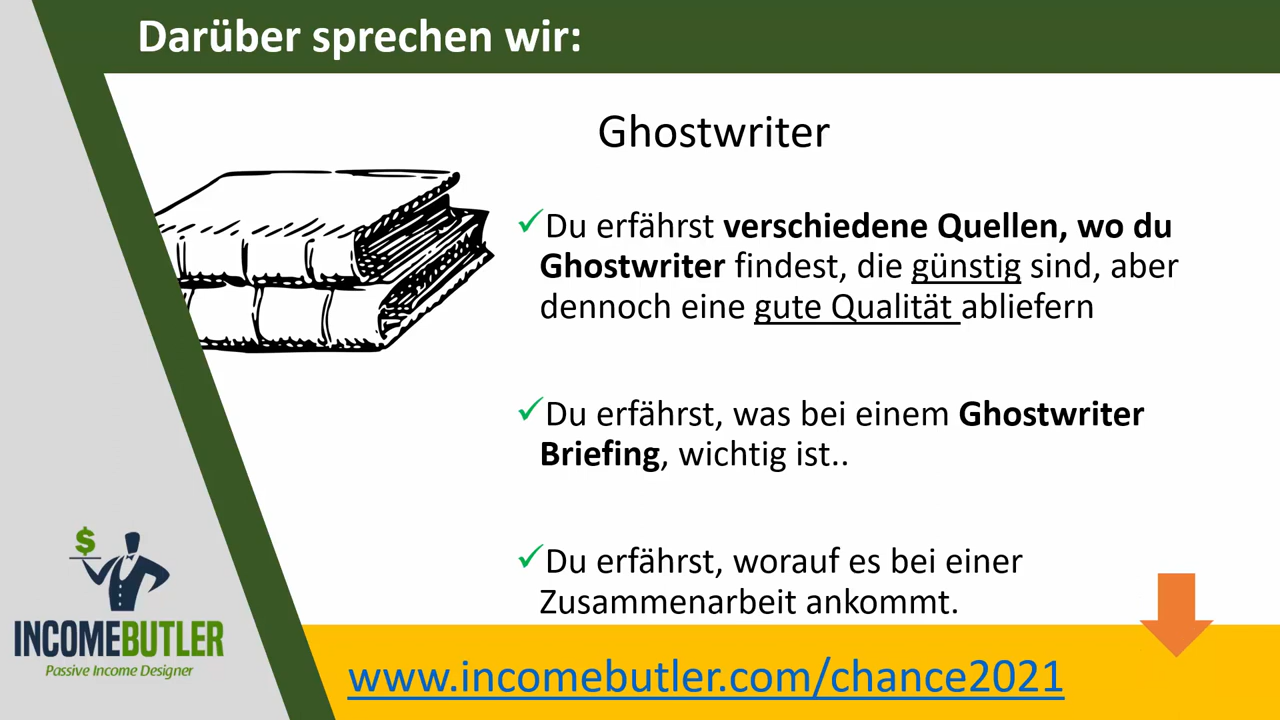 Darüber sprechen wir:
Ghostwriter
Du erfährst verschiedene Quellen, wo du
Ghostwriter findest, die günstig sind, aber
dennoch eine gute Qualität abliefern
Du erfährst, was bei einem Ghostwriter
Briefing, wichtig ist..
Du erfährst, worauf es bei einer
Zusammenarbeit ankommt.
$
INCOMEBUTLER
Passive Income Designer
www.incomebutler.com/chance2021